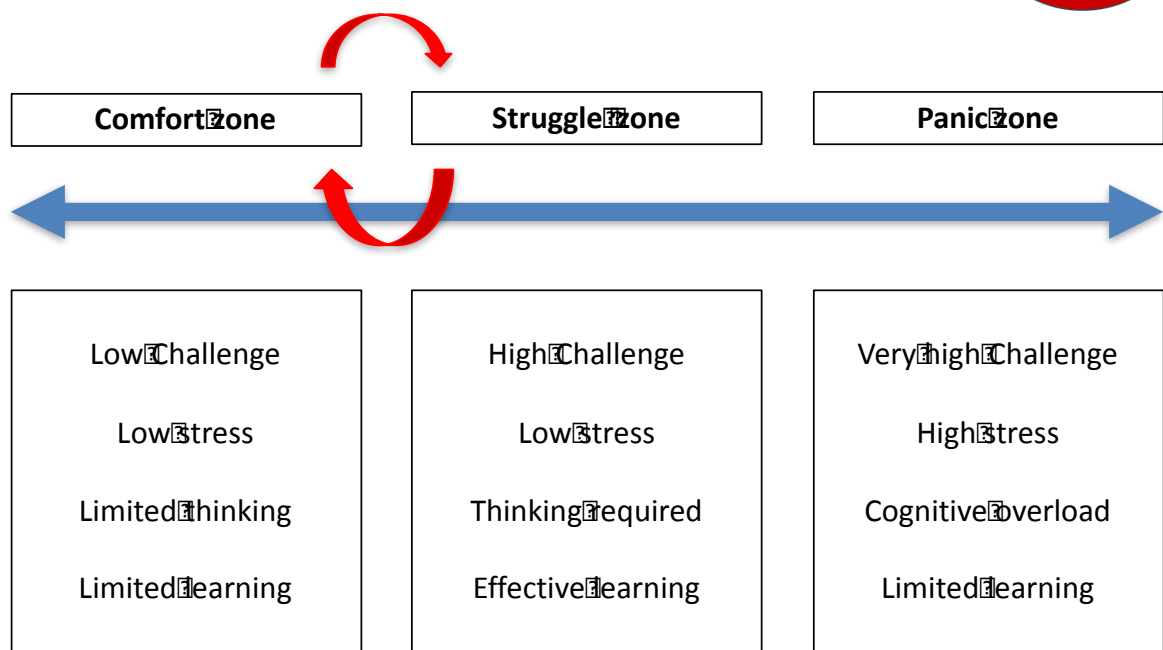 Comfort zone
Struggle zone
Panic zone
Low Challenge
Low stress
Limited thinking
Limited learning
High Challenge
Low stress
Thinking required
Effective learning
Very high Challenge
High stress
Cognitive overload
Limited learning